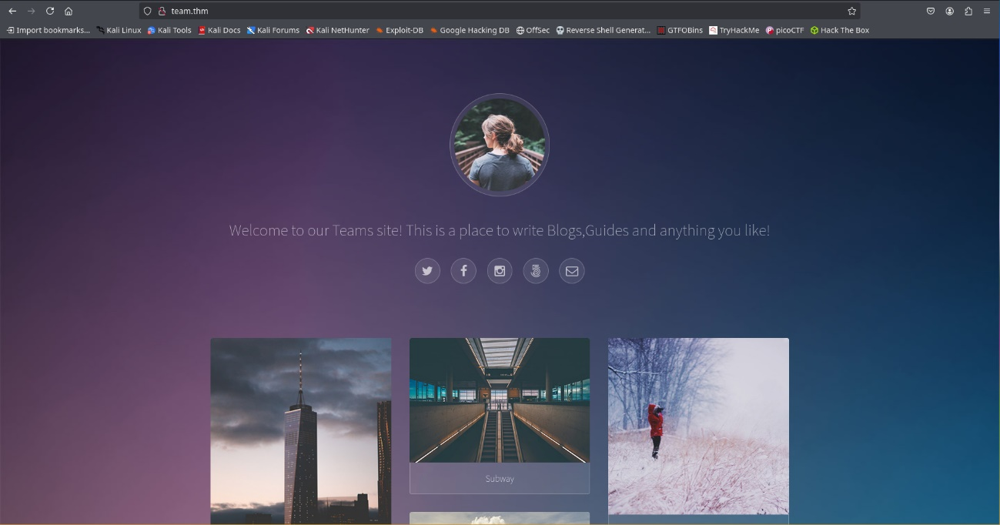 team.thm
Import bookmarks... Kali Linux Kali Tools Kali Docs Kali Forums Kali NetHunter Exploit-DB Google Hacking DB OffSec Reverse Shell Generat... GTFOBins TryHackMe picoCTF Hack The Box
Welcome to our Teams site! This is a place to write Blogs,Guides and anything you like!
Subway